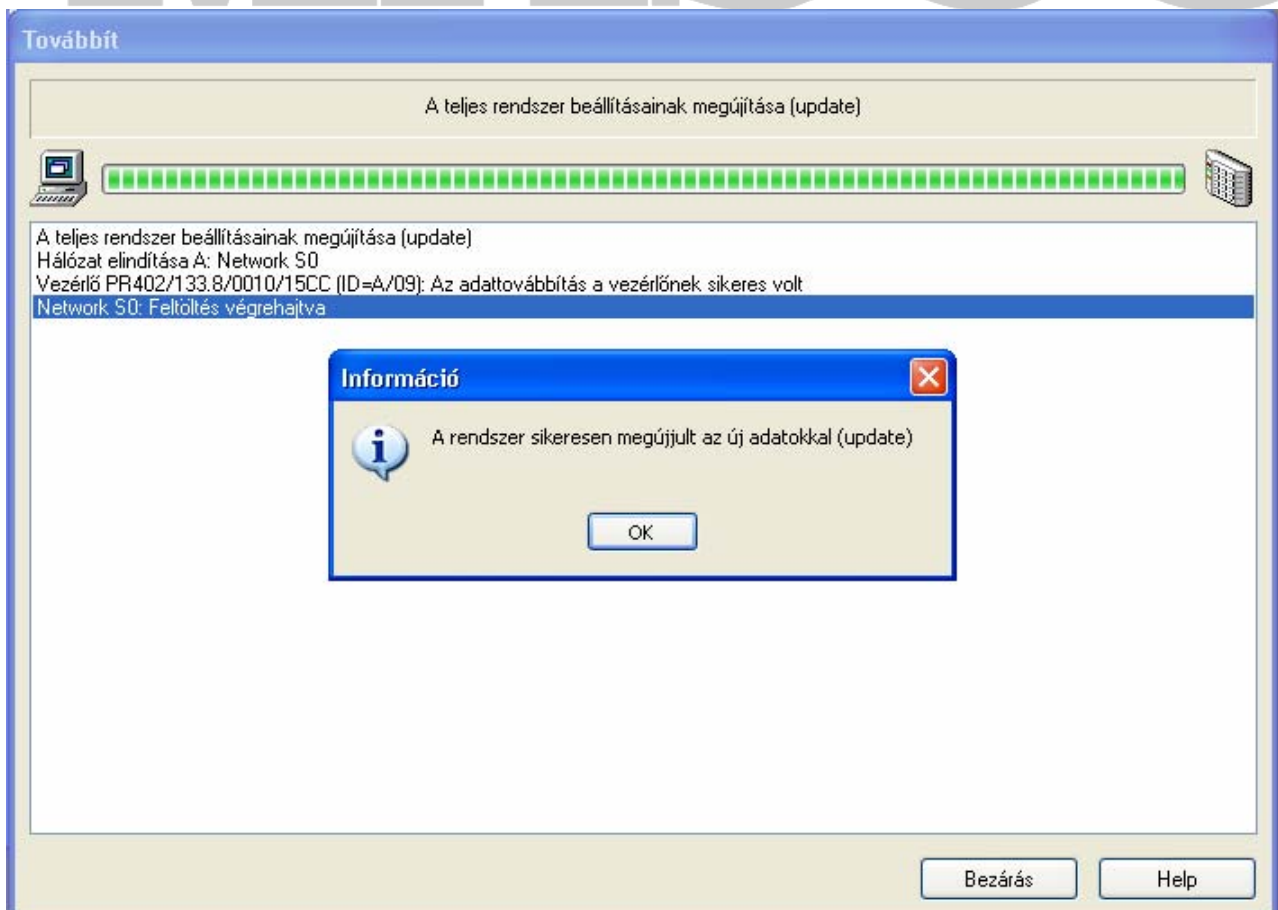 Továbbít
A teljes rendszer beállításainak megújítása (update)
A teljes rendszer beállításainak megújítása (update)
Hálózat elindítása A: Network S0
Vezérlő PR402/133.8/0010/15CC (ID=A/09): Az adattovábbítás a vezérlőnek sikeres volt
Network S0: Feltöltés végrehajtva
Információ
A rendszer sikeresen megújjult az új adatokkal (update)
OK
Bezárás
Help